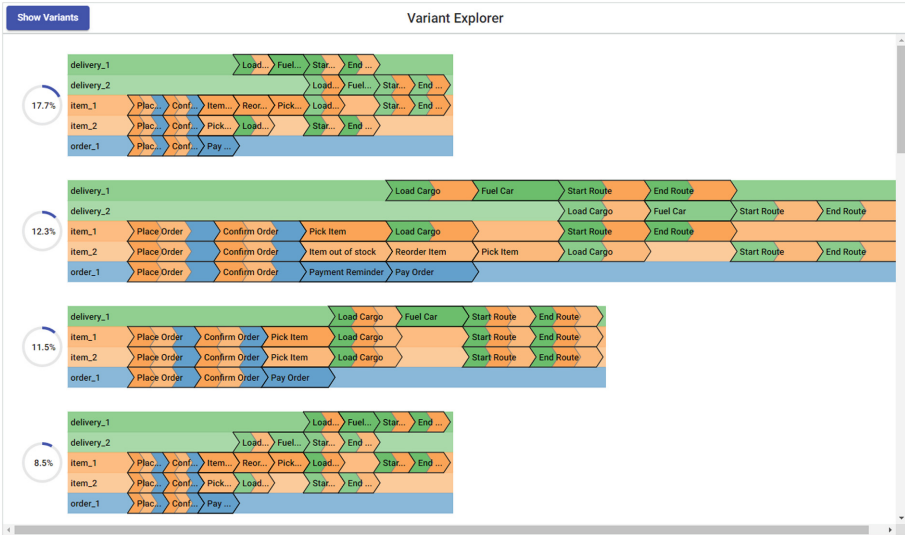 Show Variants Variant Explorer
delivery_1 Load... Fuel... Star... End ...
delivery_2 Load... Fuel... Star... End ...
17.7% item_1 Plac... Conf... Item... Reor... Pick... Load... Star... End ...
item_2 Plac... Conf... Pick... Load... Star... End ...
order_1 Plac... Conf... Pay ...
delivery_1 Load Cargo Fuel Car Start Route End Route
delivery_2 Load Cargo Fuel Car Start Route End Route
12.3% item_1 Place Order Confirm Order Pick Item Load Cargo Start Route End Route
item_2 Place Order Confirm Order Item out of stock Reorder Item Pick Item Load Cargo Start Route End Route
order_1 Place Order Confirm Order Payment Reminder Pay Order
delivery_1 Load Cargo Fuel Car Start Route End Route
11.5% item_1 Place Order Confirm Order Pick Item Load Cargo Start Route End Route
item_2 Place Order Confirm Order Pick Item Load Cargo Start Route End Route
order_1 Place Order Confirm Order Pay Order
delivery_1 Load... Fuel... Star... End ...
delivery_2 Load... Fuel... Star... End ...
8.5% item_1 Plac... Conf... Item... Reor... Pick... Load... Star... End ...
item_2 Plac... Conf... Pick... Load... Star... End ...
order_1 Plac... Conf... Pay ...